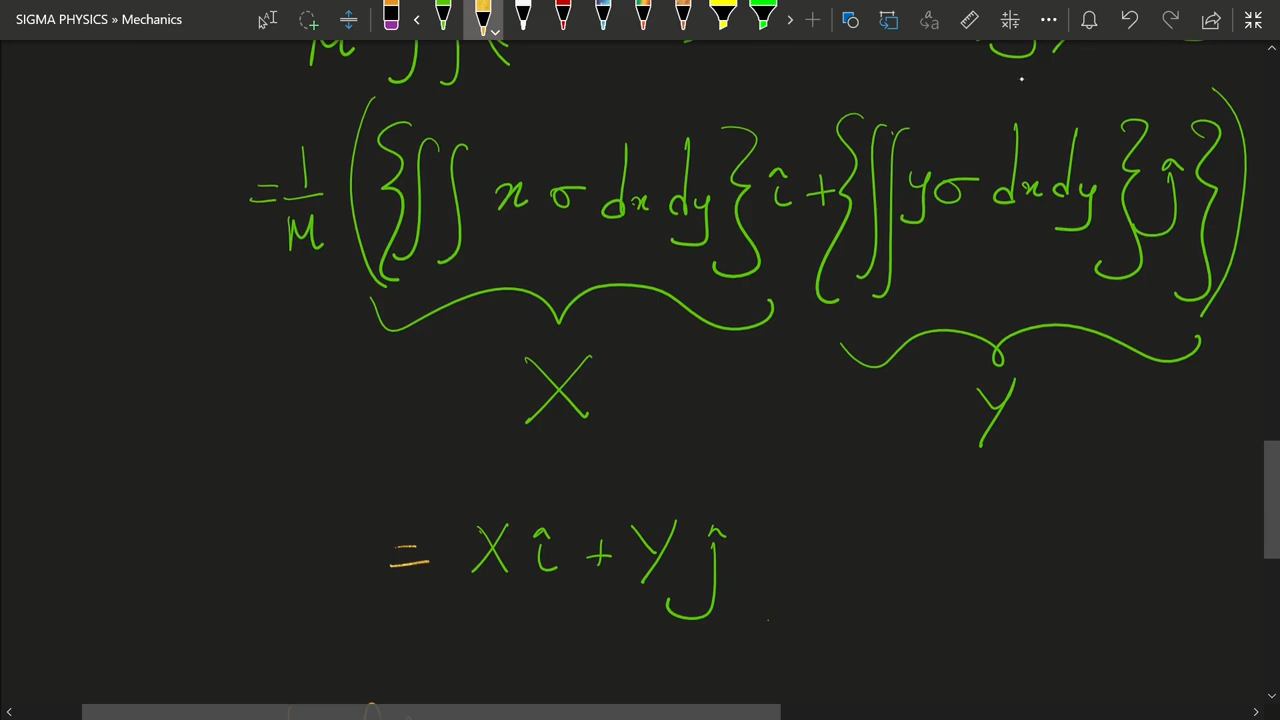 SIGMA PHYSICS » Mechanics
M ∫∫(
= 1/M ({∫∫ x σ dx dy} î + {∫∫ y σ dx dy} ĵ})
X Y
= X î + Y ĵ